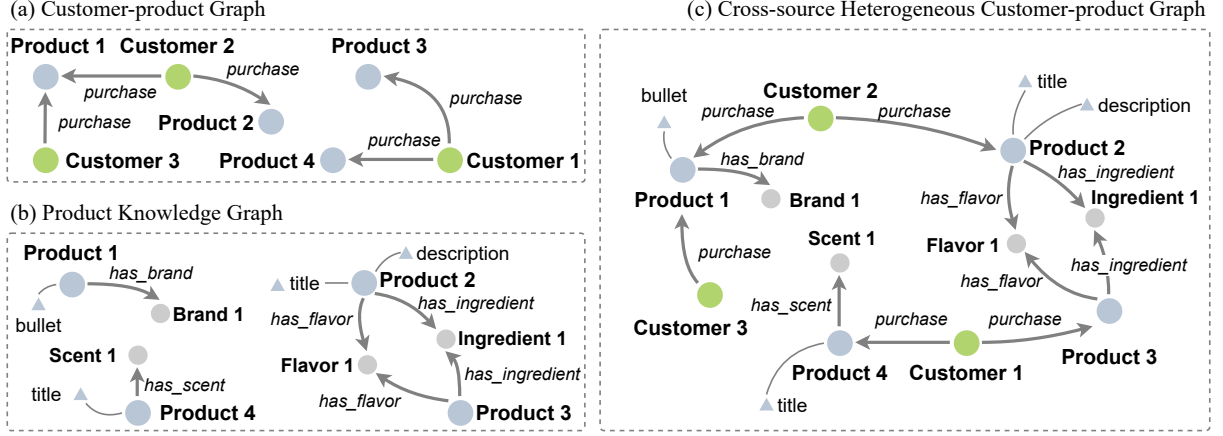 (a) Customer-product Graph
Product 1 Customer 2 Product 3
purchase
purchase
purchase
purchase
Product 2
purchase
Customer 3 Product 4 Customer 1
(b) Product Knowledge Graph
Product 1
has_brand
bullet
Brand 1
Scent 1
title
has_scent
Product 4
description
title
Product 2
has_ingredient
has_flavor
Ingredient 1
Flavor 1
has_ingredient
has_flavor
Product 3
(c) Cross-source Heterogeneous Customer-product Graph
title
Customer 2
description
bullet
purchase
purchase
Product 2
has_brand
has_ingredient
has_flavor
Product 1
Brand 1
Ingredient 1
Scent 1
Flavor 1
purchase
has_ingredient
has_flavor
has_scent
Customer 3
purchase
purchase
Product 3
Product 4
Customer 1
title